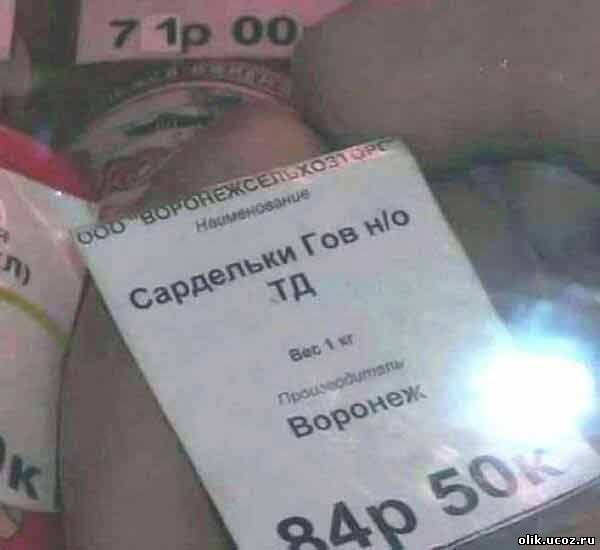 71р 00
ООО "ВОРОНЕЖСЕЛЬХОЗТОРГ
Наименование
Сардельки Гов н/о
ТД
Вес 1 кг
Производитель
Воронеж
84р 50к
л)
к
olik.ucoz.ru